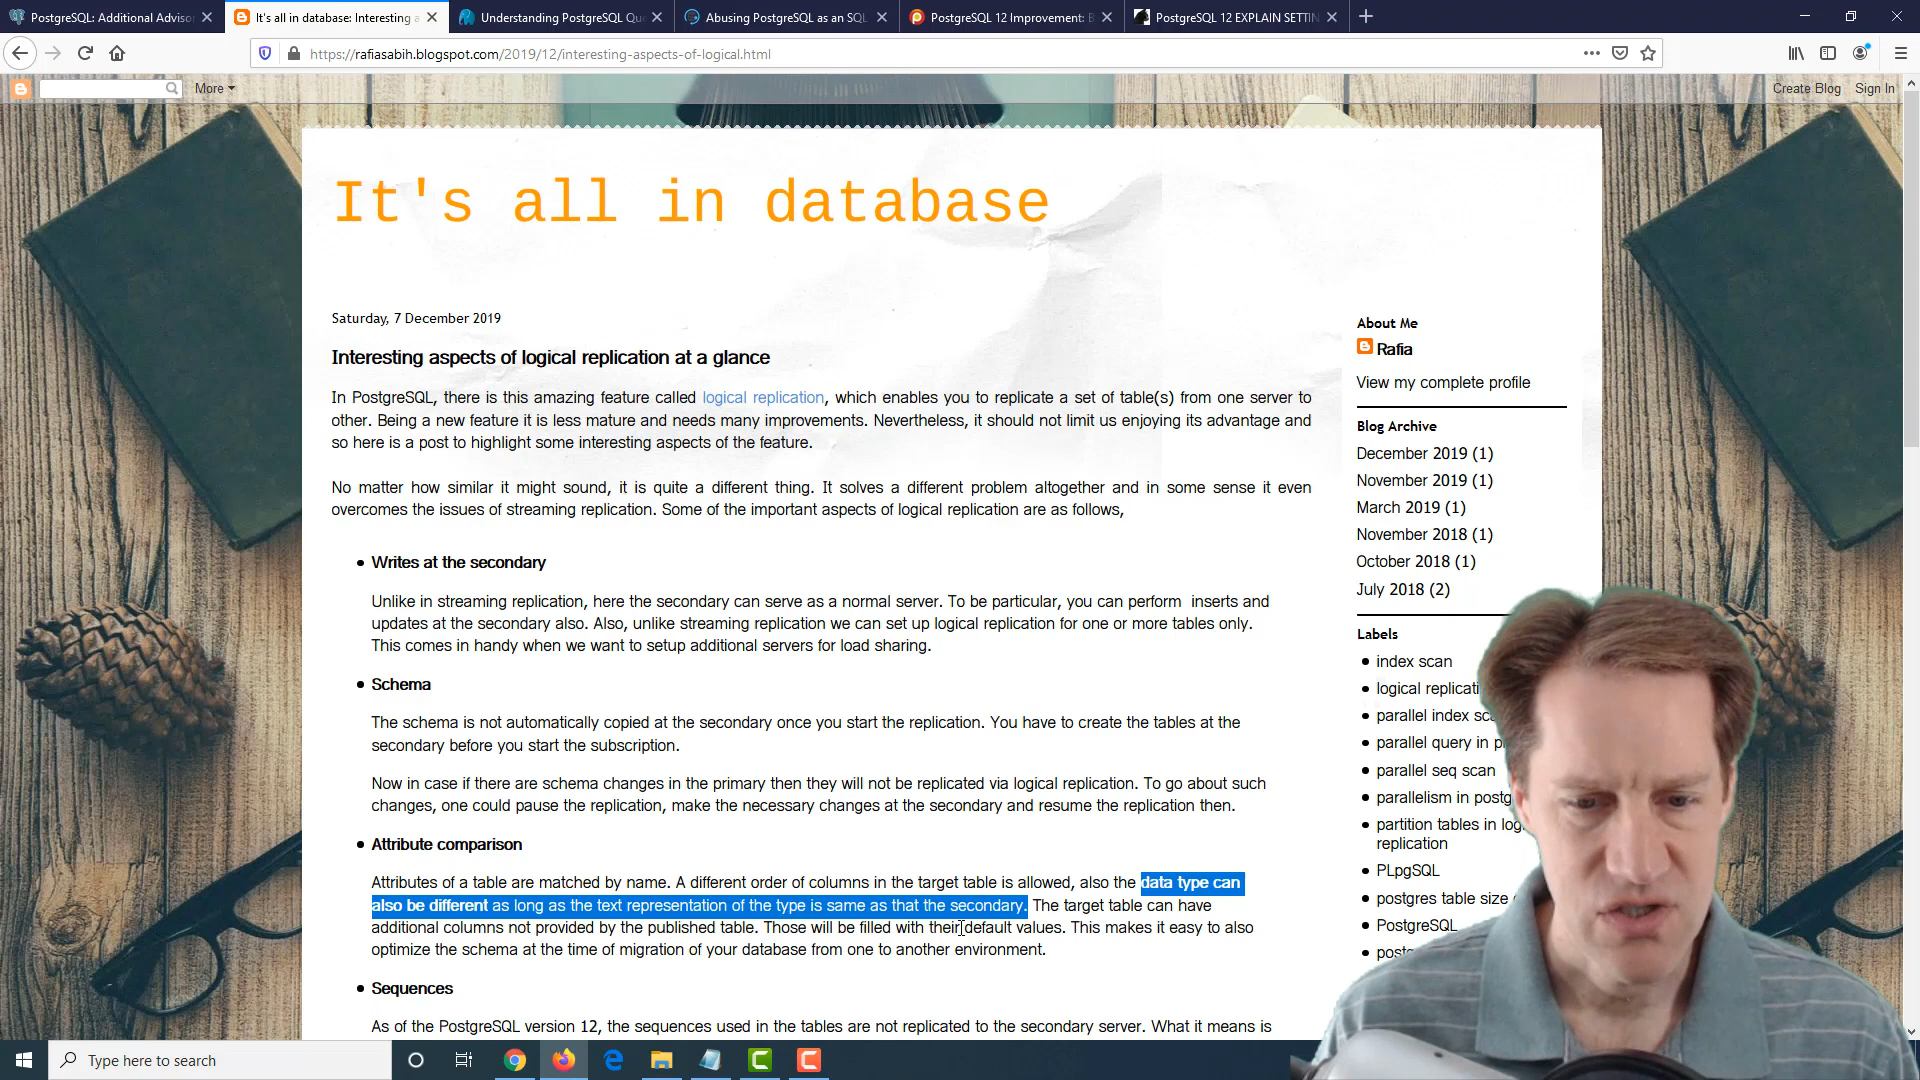 PostgreSQL: Additional Advisor
It's all in database: Interesting a
Understanding PostgreSQL Qu
Abusing PostgreSQL as an SQL
PostgreSQL 12 Improvement: B
PostgreSQL 12 EXPLAIN SETTIN
https://rafiasabih.blogspot.com/2019/12/interesting-aspects-of-logical.html
More
Create Blog
Sign In
It's all in database
Saturday, 7 December 2019
Interesting aspects of logical replication at a glance
In PostgreSQL, there is this amazing feature called logical replication, which enables you to replicate a set of table(s) from one server to
other. Being a new feature it is less mature and needs many improvements. Nevertheless, it should not limit us enjoying its advantage and
so here is a post to highlight some interesting aspects of the feature.
No matter how similar it might sound, it is quite a different thing. It solves a different problem altogether and in some sense it even
overcomes the issues of streaming replication. Some of the important aspects of logical replication are as follows,
• Writes at the secondary
Unlike in streaming replication, here the secondary can serve as a normal server. To be particular, you can perform inserts and
updates at the secondary also. Also, unlike streaming replication we can set up logical replication for one or more tables only.
This comes in handy when we want to setup additional servers for load sharing.
• Schema
The schema is not automatically copied at the secondary once you start the replication. You have to create the tables at the
secondary before you start the subscription.
Now in case if there are schema changes in the primary then they will not be replicated via logical replication. To go about such
changes, one could pause the replication, make the necessary changes at the secondary and resume the replication then.
• Attribute comparison
Attributes of a table are matched by name. A different order of columns in the target table is allowed, also the data type can
also be different as long as the text representation of the type is same as that the secondary. The target table can have
additional columns not provided by the published table. Those will be filled with their default values. This makes it easy to also
optimize the schema at the time of migration of your database from one to another environment.
• Sequences
As of the PostgreSQL version 12, the sequences used in the tables are not replicated to the secondary server. What it means is
About Me
Rafia
View my complete profile
Blog Archive
December 2019 (1)
November 2019 (1)
March 2019 (1)
November 2018 (1)
October 2018 (1)
July 2018 (2)
Labels
• index scan
• logical replicati
• parallel index sc
• parallel query in p
• parallel seq scan
• parallelism in postg
• partition tables in log
replication
• PLpgSQL
• postgres table size
• PostgreSQL
• post
Type here to search